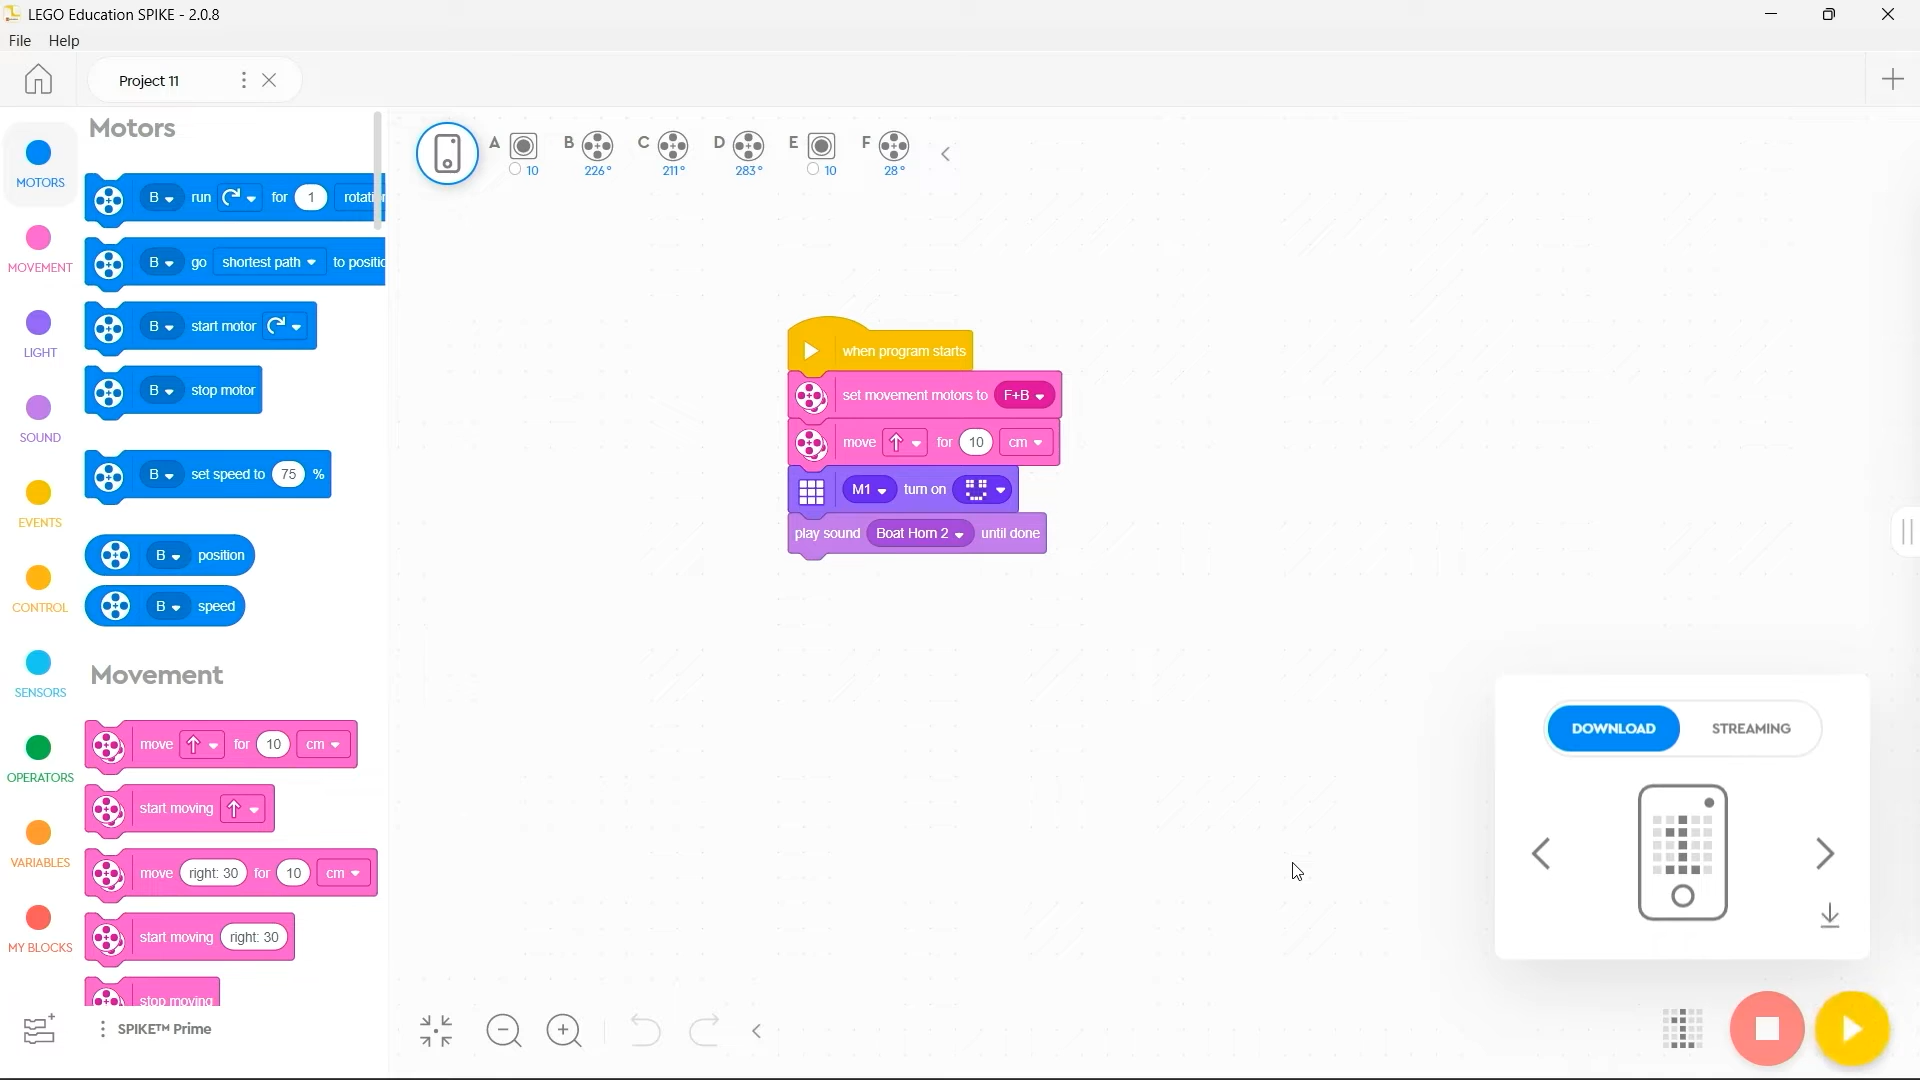 LEGO Education SPIKE - 2.0.8
File Help
Project 11
Motors
MOTORS
MOVEMENT
LIGHT
SOUND
EVENTS
CONTROL
SENSORS
OPERATORS
VARIABLES
MY BLOCKS
B run for 1
B go shortest path to
B start motor
B stop motor
B set speed to 75 %
B position
B speed
Movement
move for 10 cm
start moving
move right: 30 for 10 cm
start moving right: 30
stop moving
SPIKE™ Prime
A 10
B 226°
C 211°
D 283°
E 10
F 28°
when program starts
set movement motors to F+B
move for 10 cm
M1 turn on
play sound Boat Horn 2 until done
DOWNLOAD STREAMING